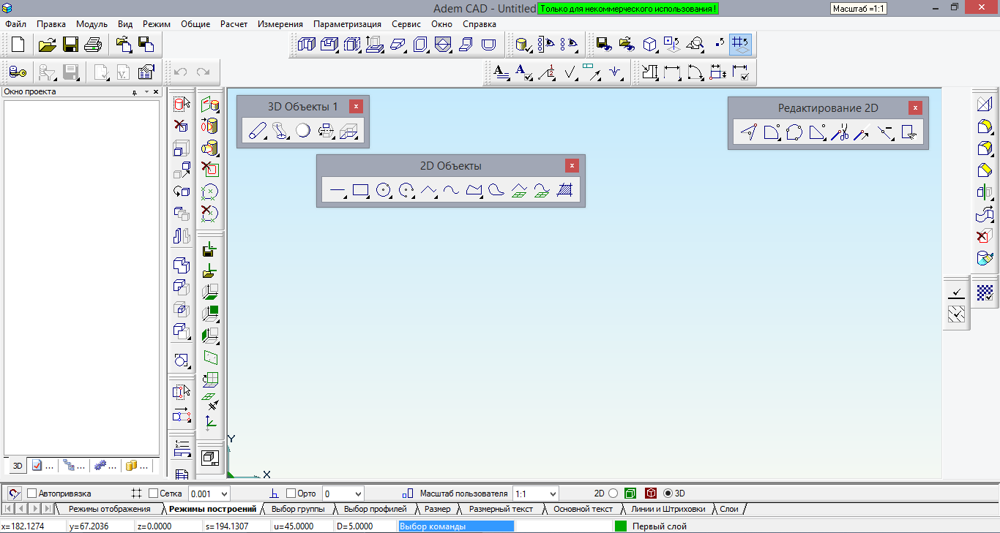 Adem CAD - Untitled Только для некоммерческого использования ! Масштаб =1:1
Файл Правка Модуль Вид Режим Общие Расчет Измерения Параметризация Сервис Окно Справка
Окно проекта
3D Объекты 1
Редактирование 2D
2D Объекты
Y
X
3D ... ... ... ...
Автопривязка Сетка 0.001 Орто 0 Масштаб пользователя 1:1 2D 3D
Режимы отображения Режимы построений Выбор группы Выбор профилей Размер Размерный текст Основной текст Линии и Штриховки Слои
x=182.1274 y=67.2036 z=0.0000 s=194.1307 u=45.0000 D=5.0000 Выбор команды Первый слой